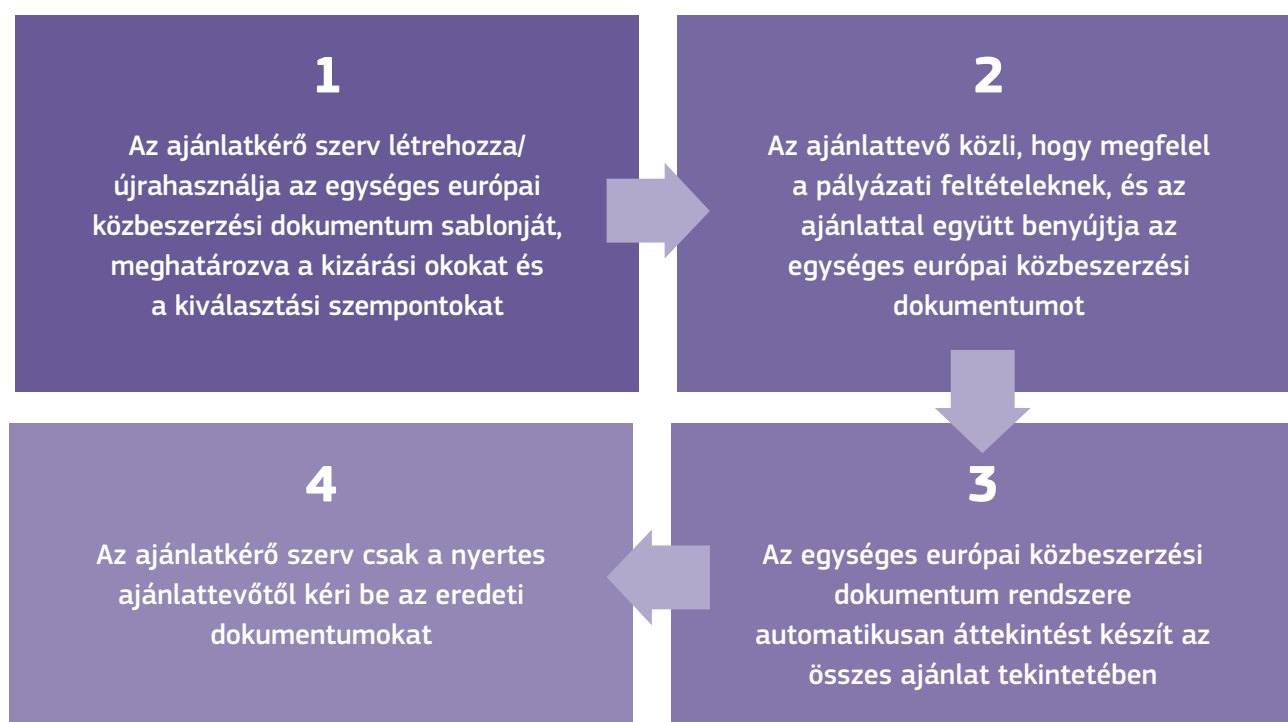 1
Az ajánlatkérő szerv létrehozza/
újrahasználja az egységes európai
közbeszerzési dokumentum sablonját,
meghatározva a kizárási okokat és
a kiválasztási szempontokat
2
Az ajánlattevő közli, hogy megfelel
a pályázati feltételeknek, és az
ajánlattal együtt benyújtja az
egységes európai közbeszerzési
dokumentumot
3
Az egységes európai közbeszerzési
dokumentum rendszere
automatikusan áttekintést készít az
összes ajánlat tekintetében
4
Az ajánlatkérő szerv csak a nyertes
ajánlattevőtől kéri be az eredeti
dokumentumokat